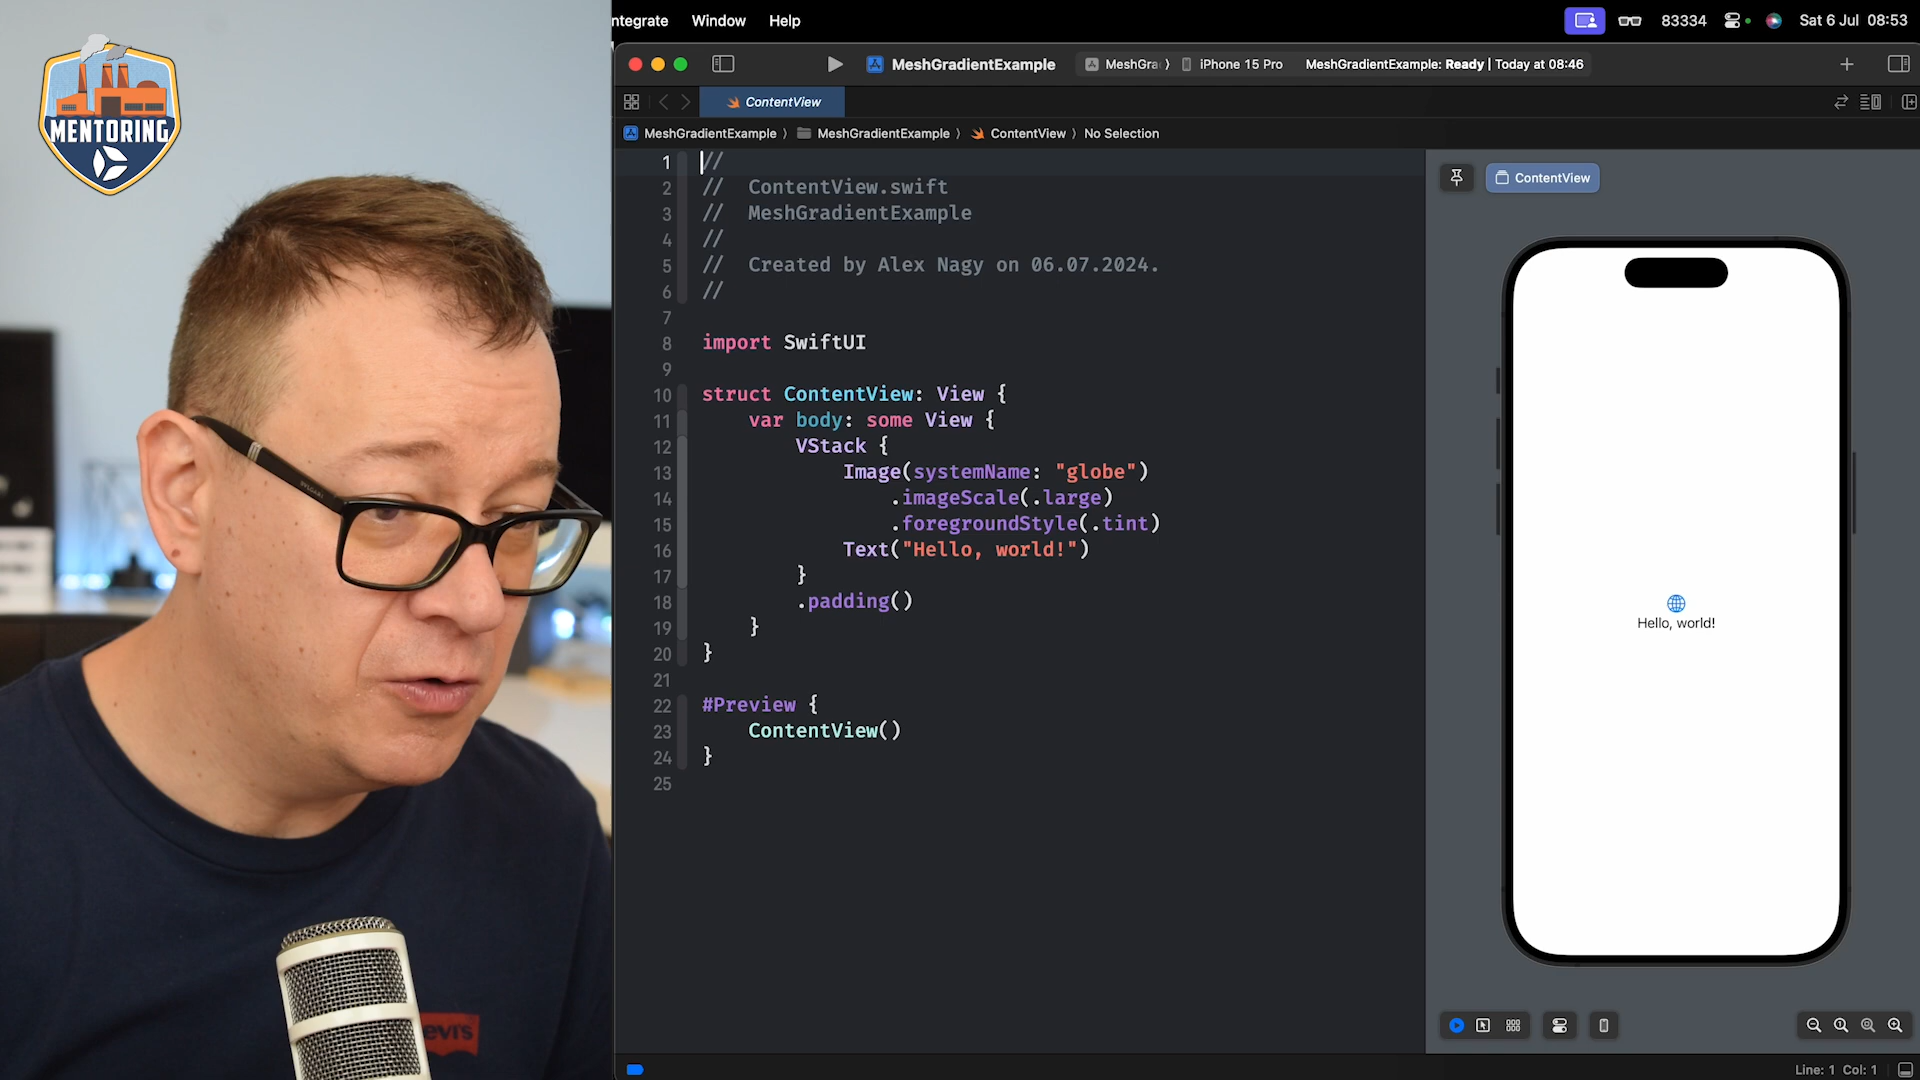 ntegrate Window Help
83334 Sat 6 Jul 08:53
MENTORING
MeshGradientExample MeshGra iPhone 15 Pro MeshGradientExample: Ready | Today at 08:46
ContentView
MeshGradientExample MeshGradientExample ContentView No Selection
1 //
2 // ContentView.swift
3 // MeshGradientExample
4 //
5 // Created by Alex Nagy on 06.07.2024.
6 //
7
8 import SwiftUI
9
10 struct ContentView: View {
11 var body: some View {
12 VStack {
13 Image(systemName: "globe")
14 .imageScale(.large)
15 .foregroundStyle(.tint)
16 Text("Hello, world!")
17 }
18 .padding()
19 }
20 }
21
22 #Preview {
23 ContentView()
24 }
25
ContentView
Hello, world!
evi's
Line: 1 Col: 1